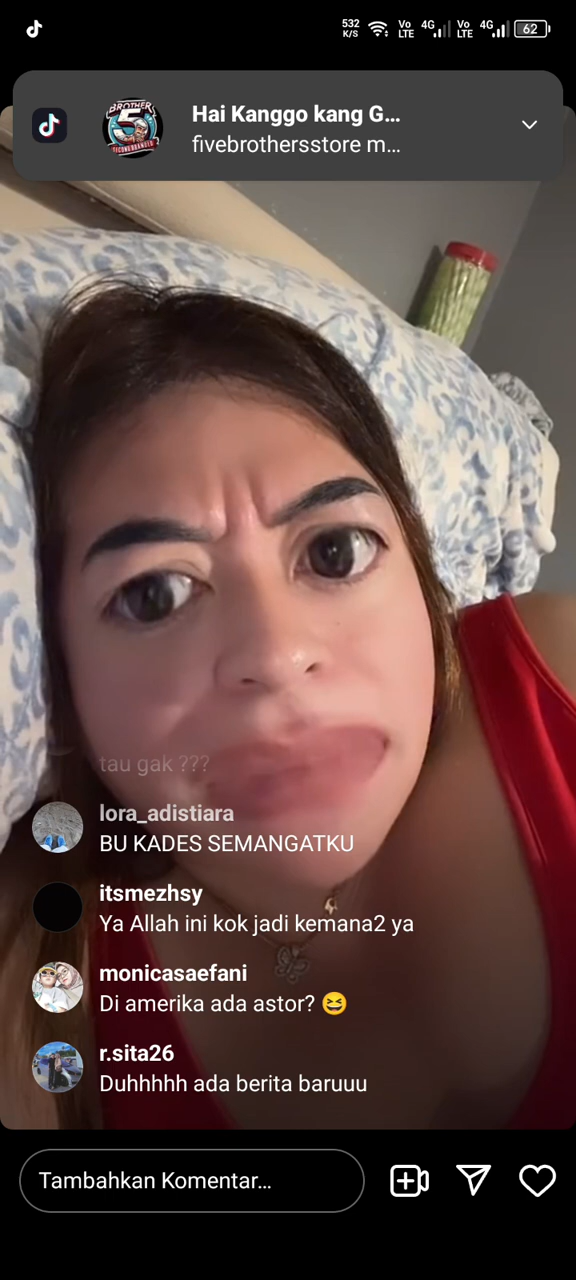 532
K/S
Vo
LTE
4G
Vo
LTE
4G
62
BROTHER
5
Hai Kanggo kang G...
fivebrothersstore m...
tau gak ???
lora_adistiara
BU KADES SEMANGATKU
itsmezhsy
Ya Allah ini kok jadi kemana2 ya
monicasaefani
Di amerika ada astor? 😆
r.sita26
Duhhhhh ada berita baruuu
Tambahkan Komentar...